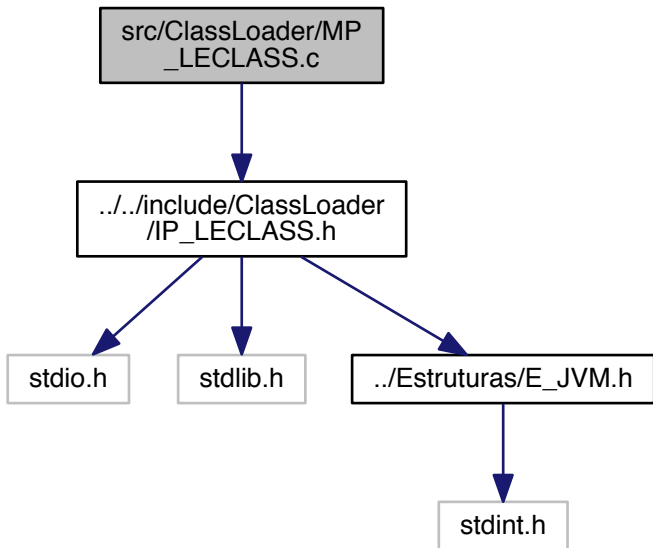 src/ClassLoader/MP
_LECLASS.c
../../include/ClassLoader
/IP_LECLASS.h
stdio.h
stdlib.h
../Estruturas/E_JVM.h
stdint.h